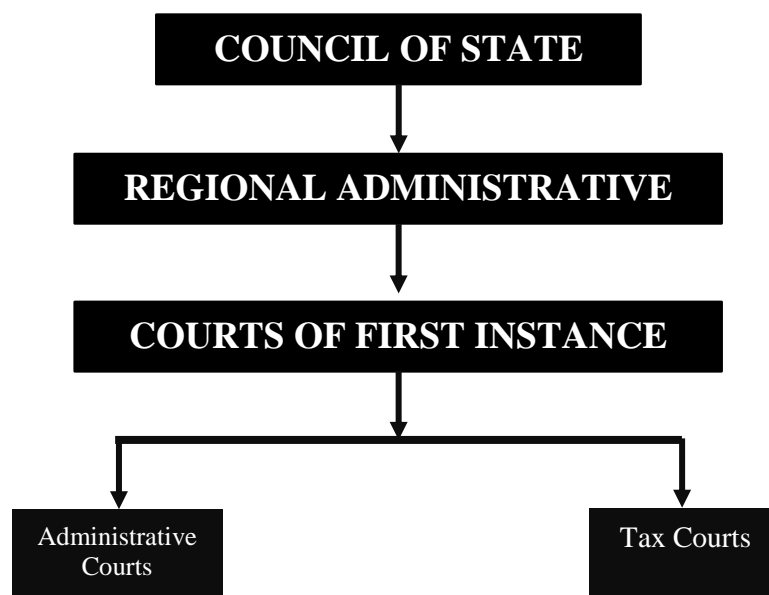 COUNCIL OF STATE
REGIONAL ADMINISTRATIVE
COURTS OF FIRST INSTANCE
Administrative
Courts
Tax Courts